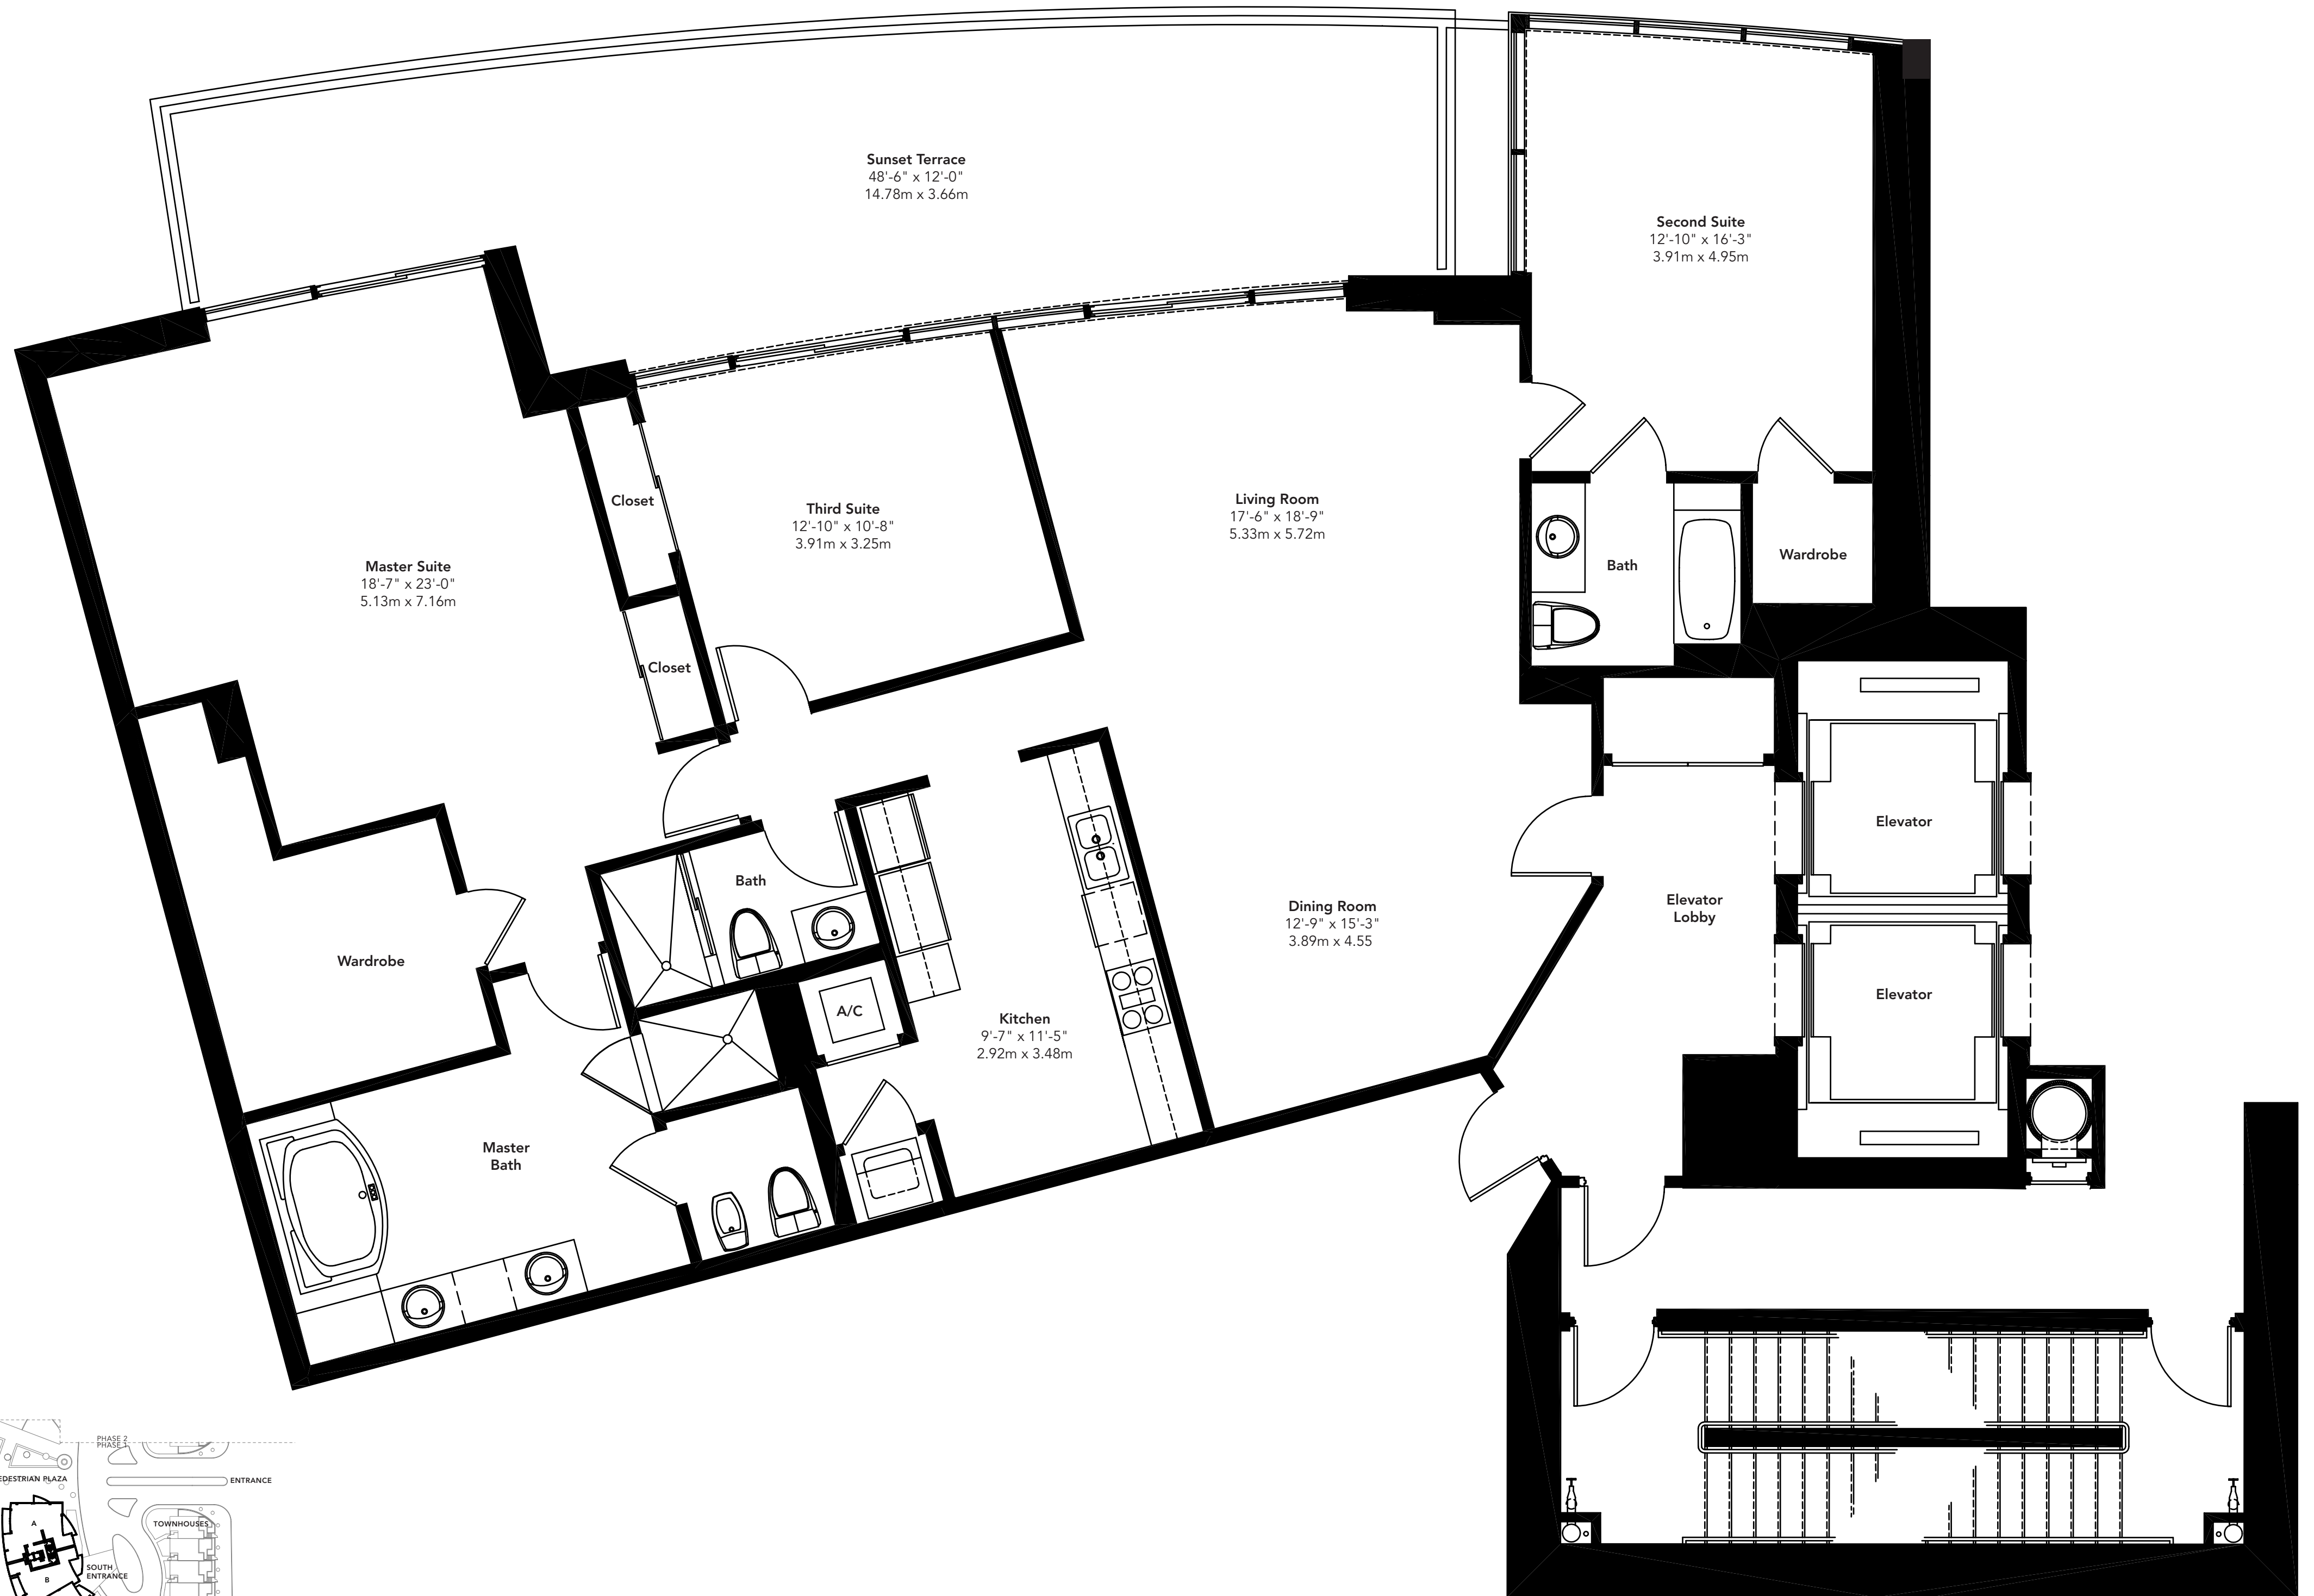 Sunset Terrace
48'-6" x 12'-0"
14.78m x 3.66m
Second Suite
12'-10" x 16'-3"
3.91m x 4.95m
Closet
Third Suite
12'-10" x 10'-8"
3.91m x 3.25m
Living Room
17'-6" x 18'-9"
5.33m x 5.72m
Master Suite
18'-7" x 23'-0"
5.13m x 7.16m
Bath
Wardrobe
Closet
Elevator
Bath
Elevator
Lobby
Dining Room
12'-9" x 15'-3"
3.89m x 4.55
Wardrobe
Elevator
A/C
Kitchen
9'-7" x 11'-5"
2.92m x 3.48m
Master
Bath
PHASE 2
PHASE 1
EDESTRIAN PLAZA
ENTRANCE
A
TOWNHOUSES
SOUTH
ENTRANCE
B